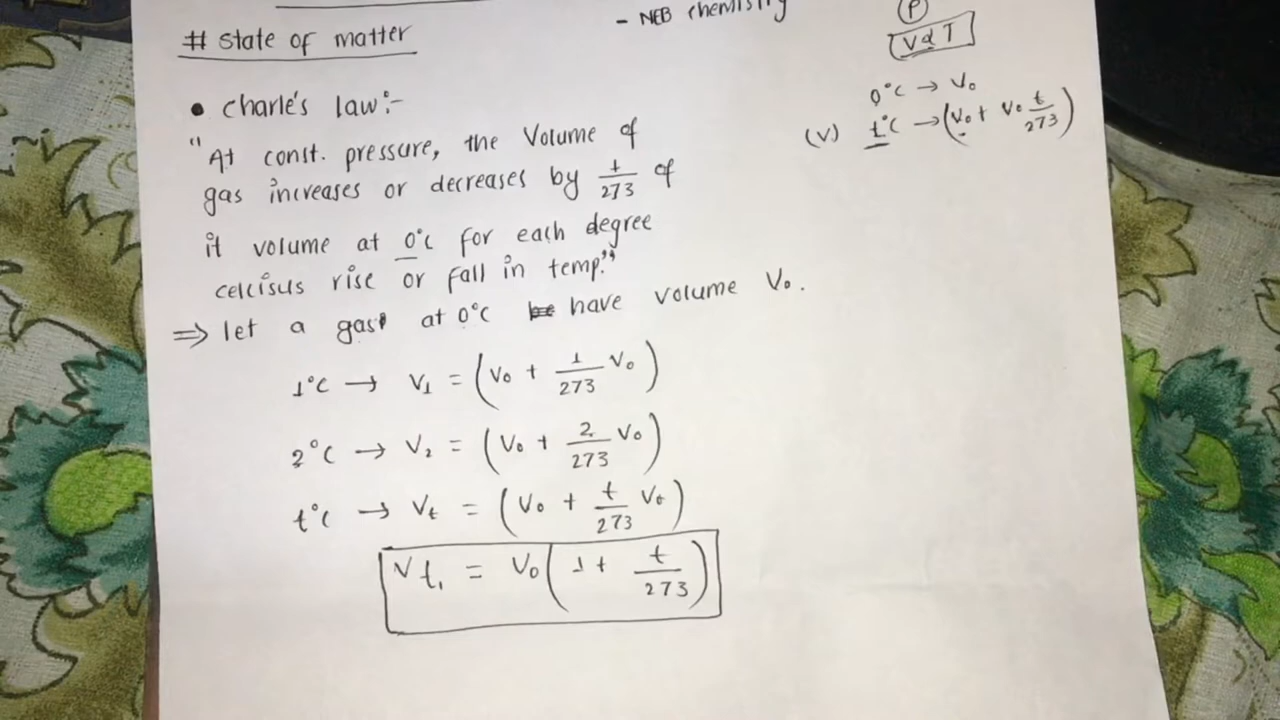 - NEB chemistry
# State of matter
P
V α T
0°C → V₀
(V) 1°C → (V₀ + V₀ t/273)
• Charle's law:-
"At const. pressure, the Volume of
gas increases or decreases by 1/273 of
it volume at 0°C for each degree
celcisus rise or fall in temp."
⇒ let a gas at 0°C have volume V₀.
1°C → V₁ = (V₀ + 1/273 V₀)
2°C → V₂ = (V₀ + 2/273 V₀)
t°C → Vt = (V₀ + t/273 Vt)
Vt₁ = V₀(1 + t/273)